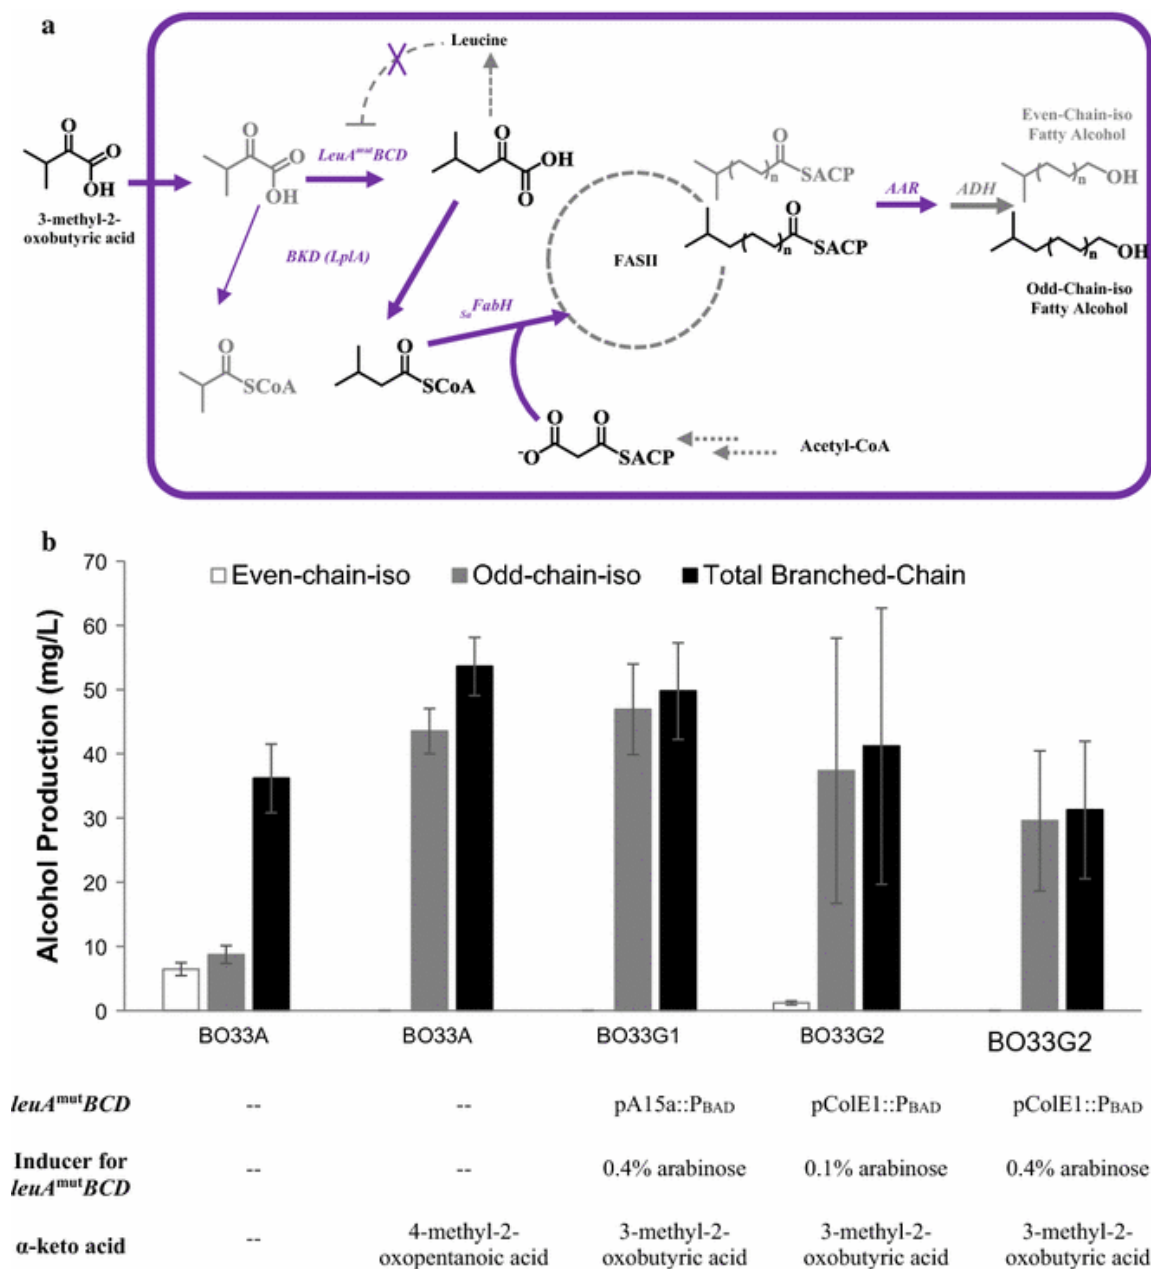 a
Leucine
Even-Chain-iso
Fatty Alcohol
O
O
OH
3-methyl-2-
oxobutyric acid
O
O
OH
LeuA^mut BCD
O
OH
O
O
SACP
n
AAR
ADH
OH
n
BKD (LplA)
FASII
O
SACP
n
OH
n
Odd-Chain-iso
Fatty Alcohol
SaFabH
O
SCoA
O
SCoA
O
O
-O
SACP
Acetyl-CoA
b
Alcohol Production (mg/L)
70
60
50
40
30
20
10
0
Even-chain-iso Odd-chain-iso Total Branched-Chain
BO33A BO33A BO33G1 BO33G2 BO33G2
leuA^mut BCD -- -- pA15a::PBAD pColE1::PBAD pColE1::PBAD
Inducer for
leuA^mut BCD -- -- 0.4% arabinose 0.1% arabinose 0.4% arabinose
α-keto acid -- 4-methyl-2- 3-methyl-2- 3-methyl-2- 3-methyl-2-
oxopentanoic acid oxobutyric acid oxobutyric acid oxobutyric acid